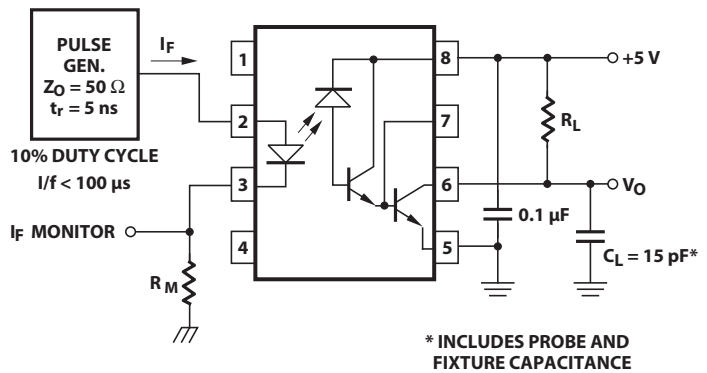 PULSE
GEN.
ZO = 50 Ω
tr = 5 ns
IF
10% DUTY CYCLE
I/f < 100 µs
IF MONITOR
RM
1
2
3
4
8
7
6
5
+5 V
RL
VO
0.1 µF
CL = 15 pF*
* INCLUDES PROBE AND
FIXTURE CAPACITANCE